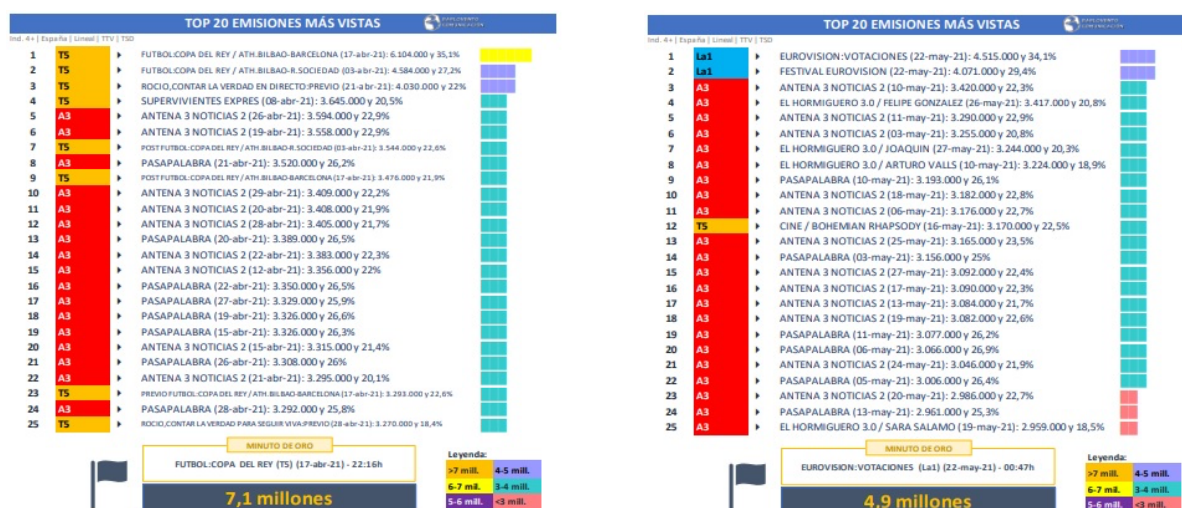 TOP 20 EMISIONES MÁS VISTAS
Ind. 4+ | España | Lineal | TTV | TSD
1 T5 FUTBOL:COPA DEL REY / ATH.BILBAO-BARCELONA (17-abr-21): 6.104.000 y 35,1%
2 T5 FUTBOL:COPA DEL REY / ATH.BILBAO-R.SOCIEDAD (03-abr-21): 4.584.000 y 27,2%
3 T5 ROCIO,CONTAR LA VERDAD EN DIRECTO:PREVIO (21-abr-21): 4.030.000 y 22%
4 T5 SUPERVIVIENTES EXPRES (08-abr-21): 3.645.000 y 20,5%
5 A3 ANTENA 3 NOTICIAS 2 (26-abr-21): 3.594.000 y 22,9%
6 A3 ANTENA 3 NOTICIAS 2 (19-abr-21): 3.558.000 y 22,9%
7 T5 POST FUTBOL:COPA DEL REY / ATH.BILBAO-R.SOCIEDAD (03-abr-21): 3.544.000 y 22,6%
8 A3 PASAPALABRA (21-abr-21): 3.520.000 y 26,2%
9 T5 POST FUTBOL:COPA DEL REY / ATH.BILBAO-BARCELONA (17-abr-21): 3.476.000 y 21,9%
10 A3 ANTENA 3 NOTICIAS 2 (29-abr-21): 3.409.000 y 22,2%
11 A3 ANTENA 3 NOTICIAS 2 (20-abr-21): 3.408.000 y 21,9%
12 A3 ANTENA 3 NOTICIAS 2 (28-abr-21): 3.405.000 y 21,7%
13 A3 PASAPALABRA (20-abr-21): 3.389.000 y 26,5%
14 A3 ANTENA 3 NOTICIAS 2 (22-abr-21): 3.383.000 y 22,3%
15 A3 ANTENA 3 NOTICIAS 2 (12-abr-21): 3.356.000 y 22%
16 A3 PASAPALABRA (22-abr-21): 3.350.000 y 26,5%
17 A3 PASAPALABRA (27-abr-21): 3.329.000 y 25,9%
18 A3 PASAPALABRA (19-abr-21): 3.326.000 y 26,6%
19 A3 PASAPALABRA (15-abr-21): 3.326.000 y 26,3%
20 A3 ANTENA 3 NOTICIAS 2 (15-abr-21): 3.315.000 y 21,4%
21 A3 PASAPALABRA (26-abr-21): 3.308.000 y 26%
22 A3 ANTENA 3 NOTICIAS 2 (21-abr-21): 3.295.000 y 20,1%
23 T5 PREVIO FUTBOL:COPA DEL REY / ATH.BILBAO-BARCELONA (17-abr-21): 3.293.000 y 22,6%
24 A3 PASAPALABRA (28-abr-21): 3.292.000 y 25,8%
25 T5 ROCIO,CONTAR LA VERDAD PARA SEGUIR VIVA:PREVIO (28-abr-21): 3.270.000 y 18,4%
MINUTO DE ORO
FUTBOL:COPA DEL REY (T5) (17-abr-21) - 22:16h
7,1 millones
Leyenda:
>7 mill. 4-5 mill.
6-7 mil. 3-4 mill.
5-6 mill. <3 mill.
TOP 20 EMISIONES MÁS VISTAS
Ind. 4+ | España | Lineal | TTV | TSD
1 La1 EUROVISION:VOTACIONES (22-may-21): 4.515.000 y 34,1%
2 La1 FESTIVAL EUROVISION (22-may-21): 4.071.000 y 29,4%
3 A3 ANTENA 3 NOTICIAS 2 (10-may-21): 3.420.000 y 22,3%
4 A3 EL HORMIGUERO 3.0 / FELIPE GONZALEZ (26-may-21): 3.417.000 y 20,8%
5 A3 ANTENA 3 NOTICIAS 2 (11-may-21): 3.290.000 y 22,9%
6 A3 ANTENA 3 NOTICIAS 2 (03-may-21): 3.255.000 y 20,8%
7 A3 EL HORMIGUERO 3.0 / JOAQUIN (27-may-21): 3.244.000 y 20,3%
8 A3 EL HORMIGUERO 3.0 / ARTURO VALLS (10-may-21): 3.224.000 y 18,9%
9 A3 PASAPALABRA (10-may-21): 3.193.000 y 26,1%
10 A3 ANTENA 3 NOTICIAS 2 (18-may-21): 3.182.000 y 22,8%
11 A3 ANTENA 3 NOTICIAS 2 (06-may-21): 3.176.000 y 22,7%
12 T5 CINE / BOHEMIAN RHAPSODY (16-may-21): 3.170.000 y 22,5%
13 A3 ANTENA 3 NOTICIAS 2 (25-may-21): 3.165.000 y 23,5%
14 A3 PASAPALABRA (03-may-21): 3.156.000 y 25%
15 A3 ANTENA 3 NOTICIAS 2 (27-may-21): 3.092.000 y 22,4%
16 A3 ANTENA 3 NOTICIAS 2 (17-may-21): 3.090.000 y 22,3%
17 A3 ANTENA 3 NOTICIAS 2 (13-may-21): 3.084.000 y 21,7%
18 A3 ANTENA 3 NOTICIAS 2 (19-may-21): 3.082.000 y 22,6%
19 A3 PASAPALABRA (11-may-21): 3.077.000 y 26,2%
20 A3 PASAPALABRA (06-may-21): 3.066.000 y 26,9%
21 A3 ANTENA 3 NOTICIAS 2 (24-may-21): 3.046.000 y 21,9%
22 A3 PASAPALABRA (05-may-21): 3.006.000 y 26,4%
23 A3 ANTENA 3 NOTICIAS 2 (20-may-21): 2.986.000 y 22,7%
24 A3 PASAPALABRA (13-may-21): 2.961.000 y 25,3%
25 A3 EL HORMIGUERO 3.0 / SARA SALAMO (19-may-21): 2.959.000 y 18,5%
MINUTO DE ORO
EUROVISION:VOTACIONES (La1) (22-may-21) - 00:47h
4,9 millones
Leyenda:
>7 mill. 4-5 mill.
6-7 mil. 3-4 mill.
5-6 mill. <3 mill.